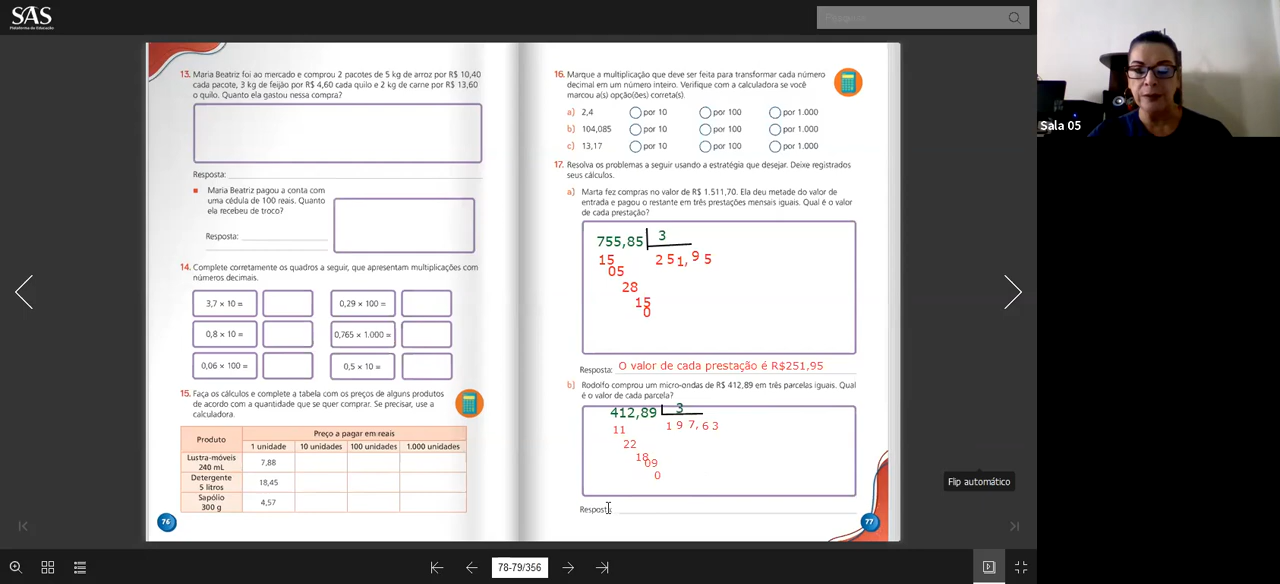 SAS
Plataforma de Educação
Sala 05
13. Maria Beatriz foi ao mercado e comprou 2 pacotes de 5 kg de arroz por R$ 10,40
cada pacote, 3 kg de feijão por R$ 4,60 cada quilo e 2 kg de carne por R$ 13,60
o quilo. Quanto ela gastou nessa compra?
Resposta:
Maria Beatriz pagou a conta com
uma cédula de 100 reais. Quanto
ela recebeu de troco?
Resposta:
14. Complete corretamente os quadros a seguir, que apresentam multiplicações com
números decimais.
3,7 × 10 = 0,29 × 100 =
0,8 × 10 = 0,765 × 1.000 =
0,06 × 100 = 0,5 × 10 =
15. Faça os cálculos e complete a tabela com os preços de alguns produtos
de acordo com a quantidade que se quer comprar. Se precisar, use a
calculadora.
Produto Preço a pagar em reais
1 unidade 10 unidades 100 unidades 1.000 unidades
Lustra-móveis
240 mL 7,88
Detergente
5 litros 18,45
Sapólio
300 g 4,57
76
16. Marque a multiplicação que deve ser feita para transformar cada número
decimal em um número inteiro. Verifique com a calculadora se você
marcou a(s) opção(ões) correta(s).
a) 2,4 por 10 por 100 por 1.000
b) 104,085 por 10 por 100 por 1.000
c) 13,17 por 10 por 100 por 1.000
17. Resolva os problemas a seguir usando a estratégia que desejar. Deixe registrados
seus cálculos.
a) Marta fez compras no valor de R$ 1.511,70. Ela deu metade do valor de
entrada e pagou o restante em três prestações mensais iguais. Qual é o valor
de cada prestação?
755,85 3
15 251,95
05
28
15
0
Resposta: O valor de cada prestação é R$251,95
b) Rodolfo comprou um micro-ondas de R$ 412,89 em três parcelas iguais. Qual
é o valor de cada parcela?
412,89 3
11 197,63
22
18
09
0
Resposta:
77
Flip automático
78-79/356